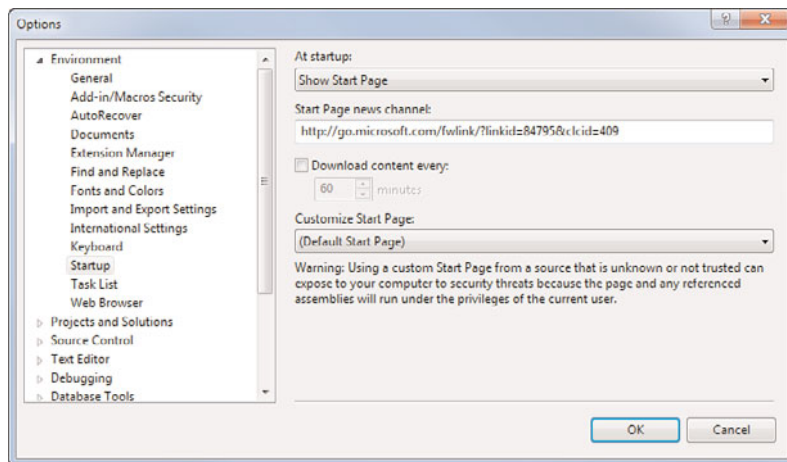 Options
Environment
General
Add-in/Macros Security
AutoRecover
Documents
Extension Manager
Find and Replace
Fonts and Colors
Import and Export Settings
International Settings
Keyboard
Startup
Task List
Web Browser
Projects and Solutions
Source Control
Text Editor
Debugging
Database Tools
At startup:
Show Start Page
Start Page news channel:
http://go.microsoft.com/fwlink/?linkid=84795&clcid=409
Download content every:
60 minutes
Customize Start Page:
(Default Start Page)
Warning: Using a custom Start Page from a source that is unknown or not trusted can
expose to your computer to security threats because the page and any referenced
assemblies will run under the privileges of the current user.
OK Cancel